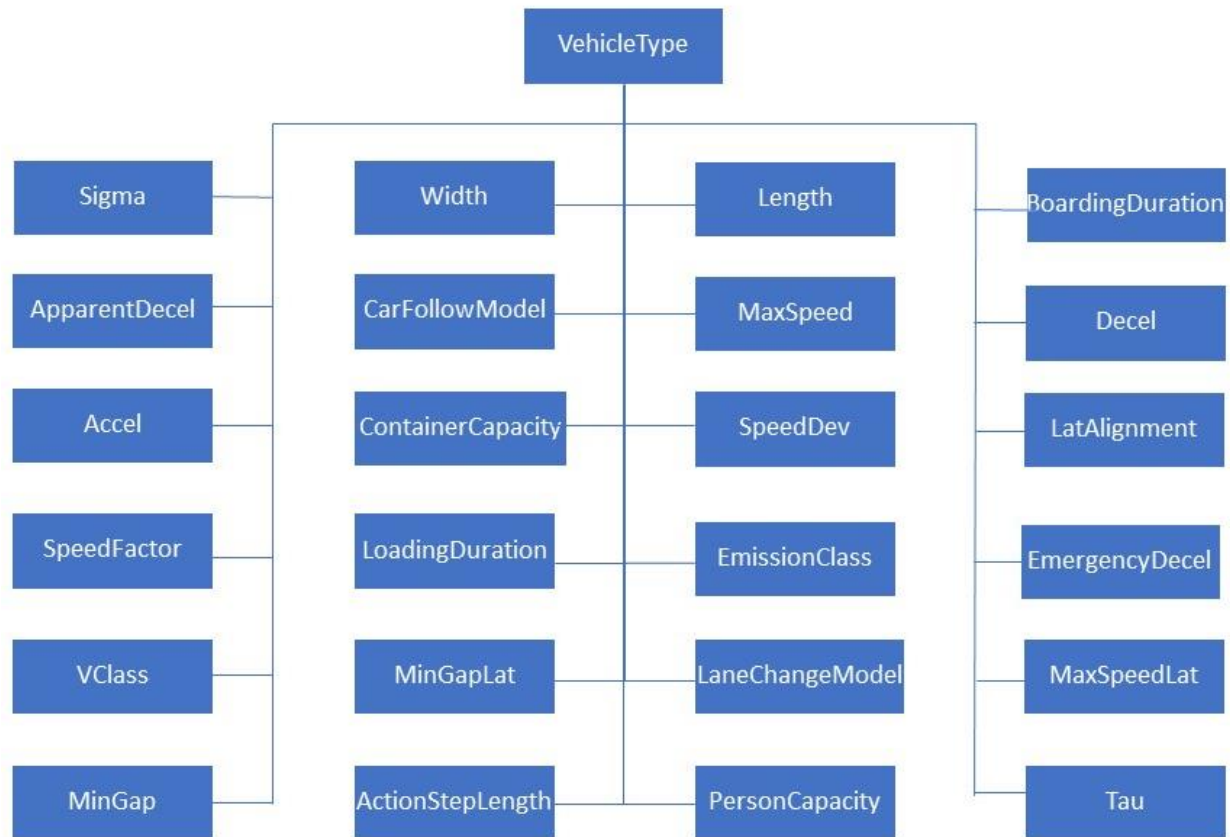 VehicleType
Sigma
Width
Length
BoardingDuration
ApparentDecel
CarFollowModel
MaxSpeed
Decel
Accel
ContainerCapacity
SpeedDev
LatAlignment
SpeedFactor
LoadingDuration
EmissionClass
EmergencyDecel
VClass
MinGapLat
LaneChangeModel
MaxSpeedLat
MinGap
ActionStepLength
PersonCapacity
Tau